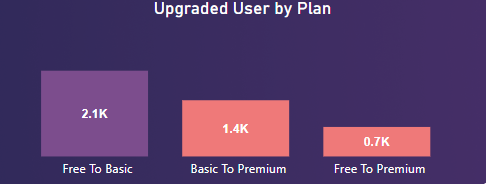 Upgraded User by Plan
2.1K
1.4K
0.7K
Free To Basic
Basic To Premium
Free To Premium